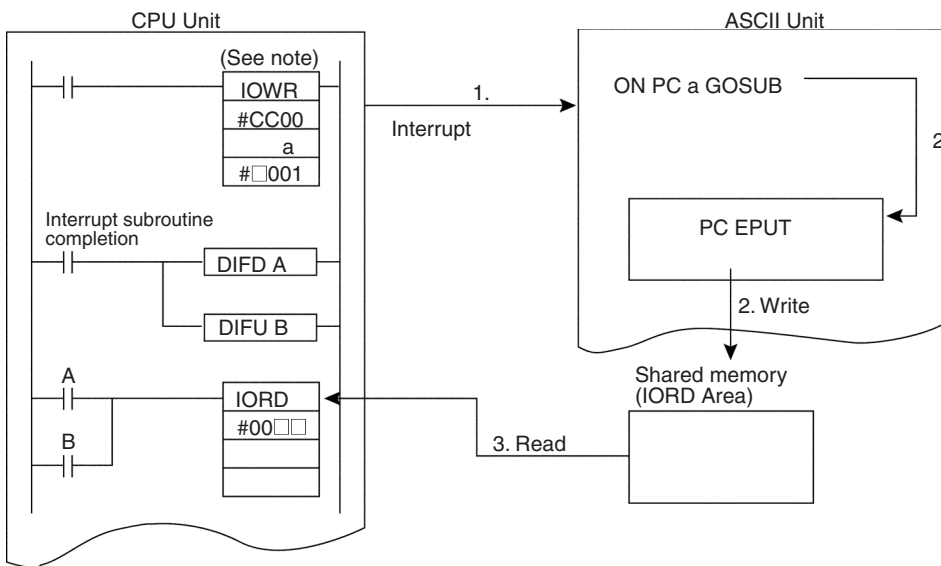 CPU Unit
ASCII Unit
(See note)
IOWR
#CC00
a
#□001
1.
Interrupt
ON PC a GOSUB
2
PC EPUT
Interrupt subroutine
completion
DIFD A
DIFU B
2. Write
A
B
IORD
#00□□
Shared memory
(IORD Area)
3. Read